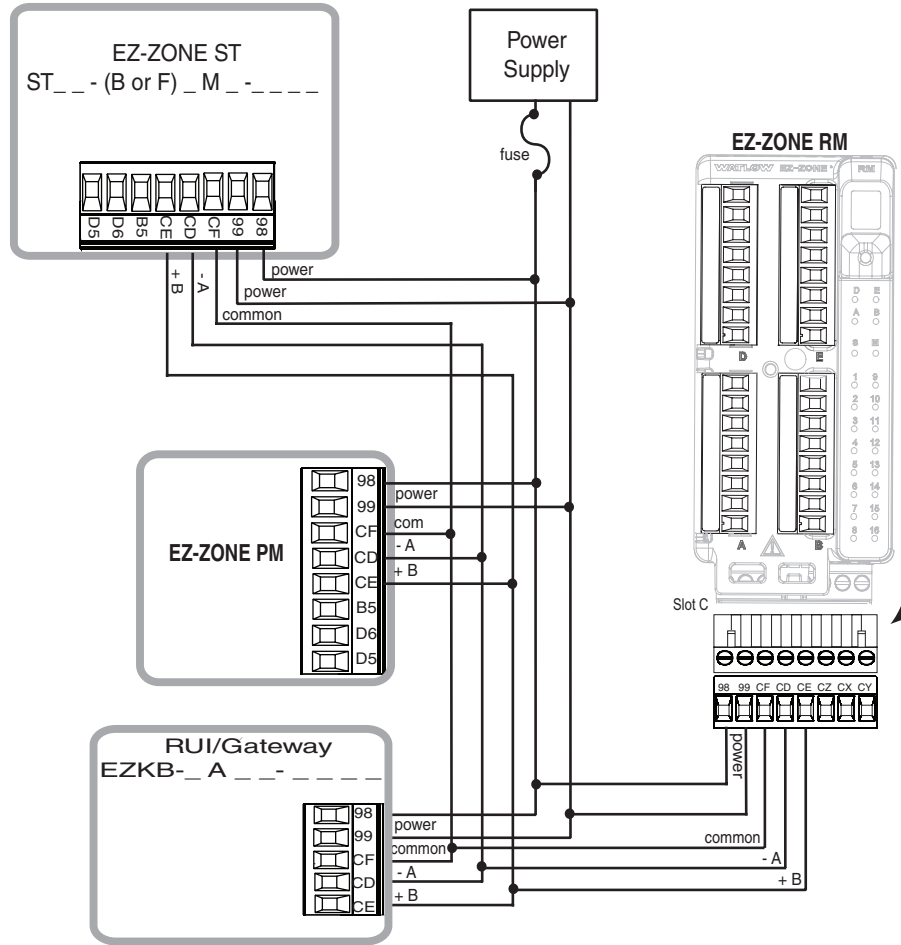 EZ-ZONE ST
ST_ _ - (B or F) _ M _ -_ _ _ _
D5
D6
B5
CE
CD
CF
99
98
+ B
- A
power
power
common
Power
Supply
fuse
EZ-ZONE RM
WATLOW EZ-ZONE® RM
D E
A B
S M
1 9
2 10
3 11
4 12
5 13
6 14
7 15
8 16
D E
A B
Slot C
98 99 CF CD CE CZ CX CY
power
common
- A
+ B
EZ-ZONE PM
98
99
CF
CD
CE
B5
D6
D5
power
com
- A
+ B
RUI/Gateway
EZKB-_ A _ _-_ _ _ _
98
99
CF
CD
CE
power
common
- A
+ B